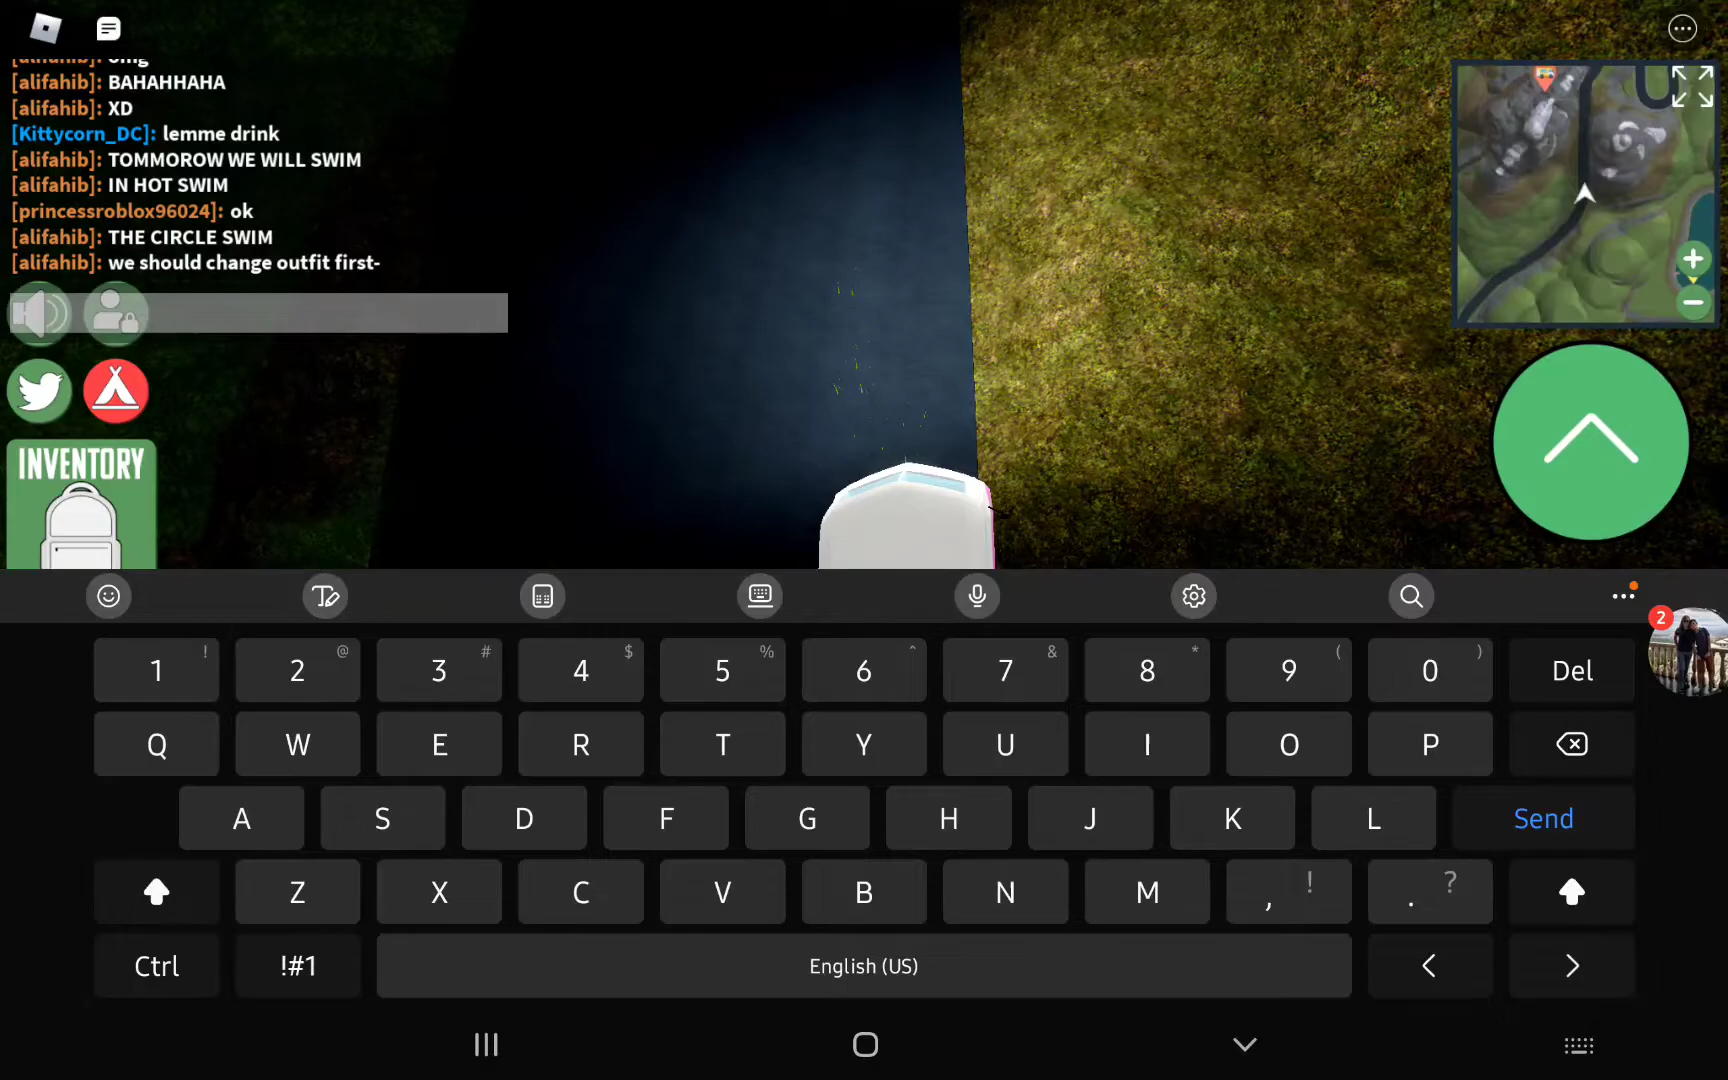 omg
[alifahib]: BAHAHHAHA
[alifahib]: XD
[Kittycorn_DC]: lemme drink
[alifahib]: TOMMOROW WE WILL SWIM
[alifahib]: IN HOT SWIM
[princessroblox96024]: ok
[alifahib]: THE CIRCLE SWIM
[alifahib]: we should change outfit first-
INVENTORY
2
1 ! 2 @ 3 # 4 $ 5 % 6 ^ 7 & 8 * 9 ( 0 ) Del
Q W E R T Y U I O P
A S D F G H J K L Send
Z X C V B N M , ! . ?
Ctrl !#1 English (US) < >